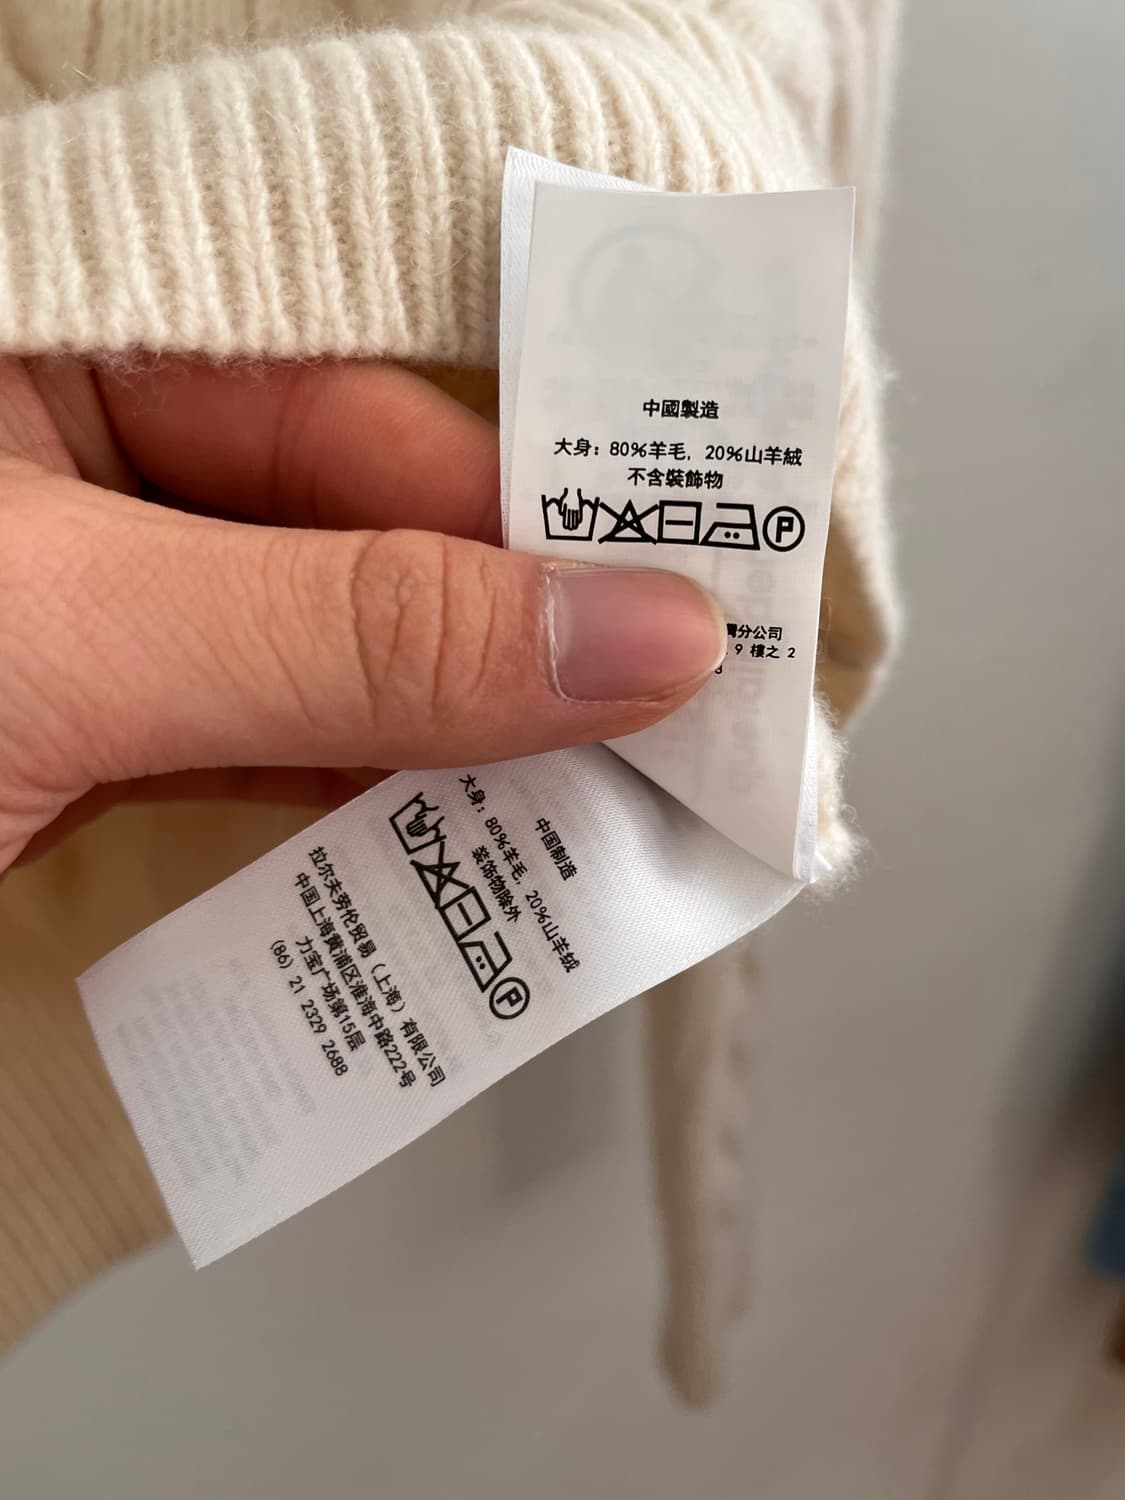 中國製造
大身: 80%羊毛, 20%山羊絨
不含裝飾物
P
灣分公司
9 樓之 2
中国制造
大身: 80%羊毛, 20%山羊绒
装饰物除外
P
拉尔夫劳伦贸易 (上海) 有限公司
中国上海黄浦区淮海中路222号
力宝广场第15层
(86) 21 2329 2688